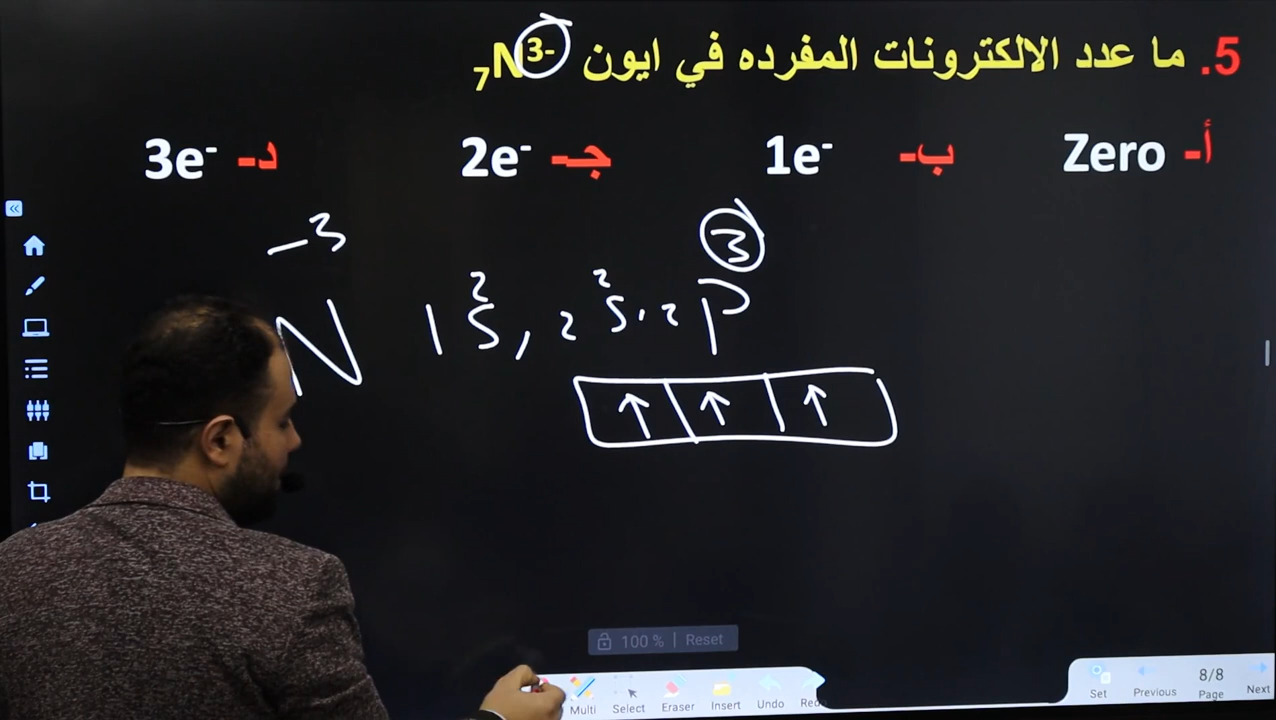 5. ما عدد الالكترونات المفرده في ايون ₇N³⁻
أ- Zero ب- 1e⁻ جـ- 2e⁻ د- 3e⁻
N⁻³ 1S², 2S², 2P³
↑ ↑ ↑
100 % | Reset
Multi Select Eraser Insert Undo Redo Set Previous 8/8 Page Next